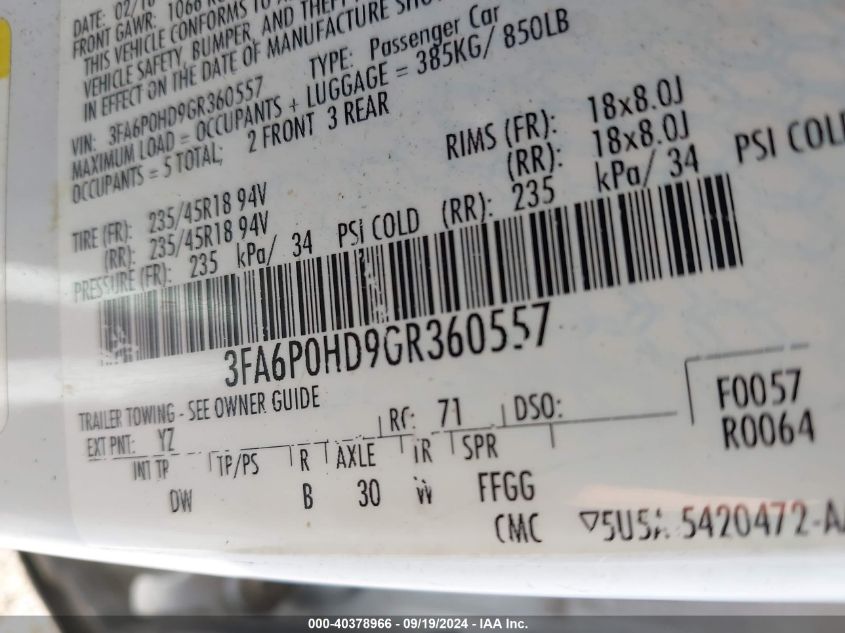 DATE: 02/16
FRONT GAWR: 1068
THIS VEHICLE CONFORMS TO
VEHICLE SAFETY, BUMPER, AND THEFT
IN EFFECT ON THE DATE OF MANUFACTURE
VIN: 3FA6P0HD9GR360557 TYPE: Passenger Car
MAXIMUM LOAD = OCCUPANTS + LUGGAGE = 385KG/ 850LB
OCCUPANTS = 5 TOTAL; 2 FRONT 3 REAR
TIRE (FR): 235/45R18 94V RIMS (FR): 18x8.0J
(RR): 235/45R18 94V (RR): 18x8.0J
PRESSURE (FR): 235 kPa/ 34 PSI COLD (RR): 235 kPa/ 34 PSI COL
3FA6P0HD9GR360557
TRAILER TOWING - SEE OWNER GUIDE
EXT PNT: YZ RC: 71 DSO: F0057
INT TR TP/PS R AXLE TR SPR R0064
DW B 30 W FFGG
CMC ▽5U5A 5420472-A
000-40378966 - 09/19/2024 - IAA Inc.